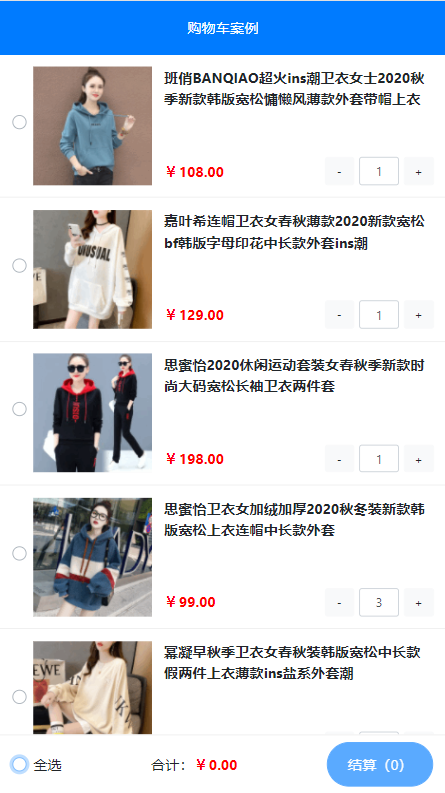 购物车案例
班俏BANQIAO超火ins潮卫衣女士2020秋
季新款韩版宽松慵懒风薄款外套带帽上衣
￥108.00
- 1 +
嘉叶希连帽卫衣女春秋薄款2020新款宽松
bf韩版字母印花中长款外套ins潮
UNUSUAL
￥129.00
- 1 +
思蜜怡2020休闲运动套装女春秋季新款时
尚大码宽松长袖卫衣两件套
￥198.00
- 1 +
思蜜怡卫衣女加绒加厚2020秋冬装新款韩
版宽松上衣连帽中长款外套
￥99.00
- 3 +
幂凝早秋季卫衣女春秋装韩版宽松中长款
假两件上衣薄款ins盐系外套潮
全选
合计：￥0.00
结算（0）